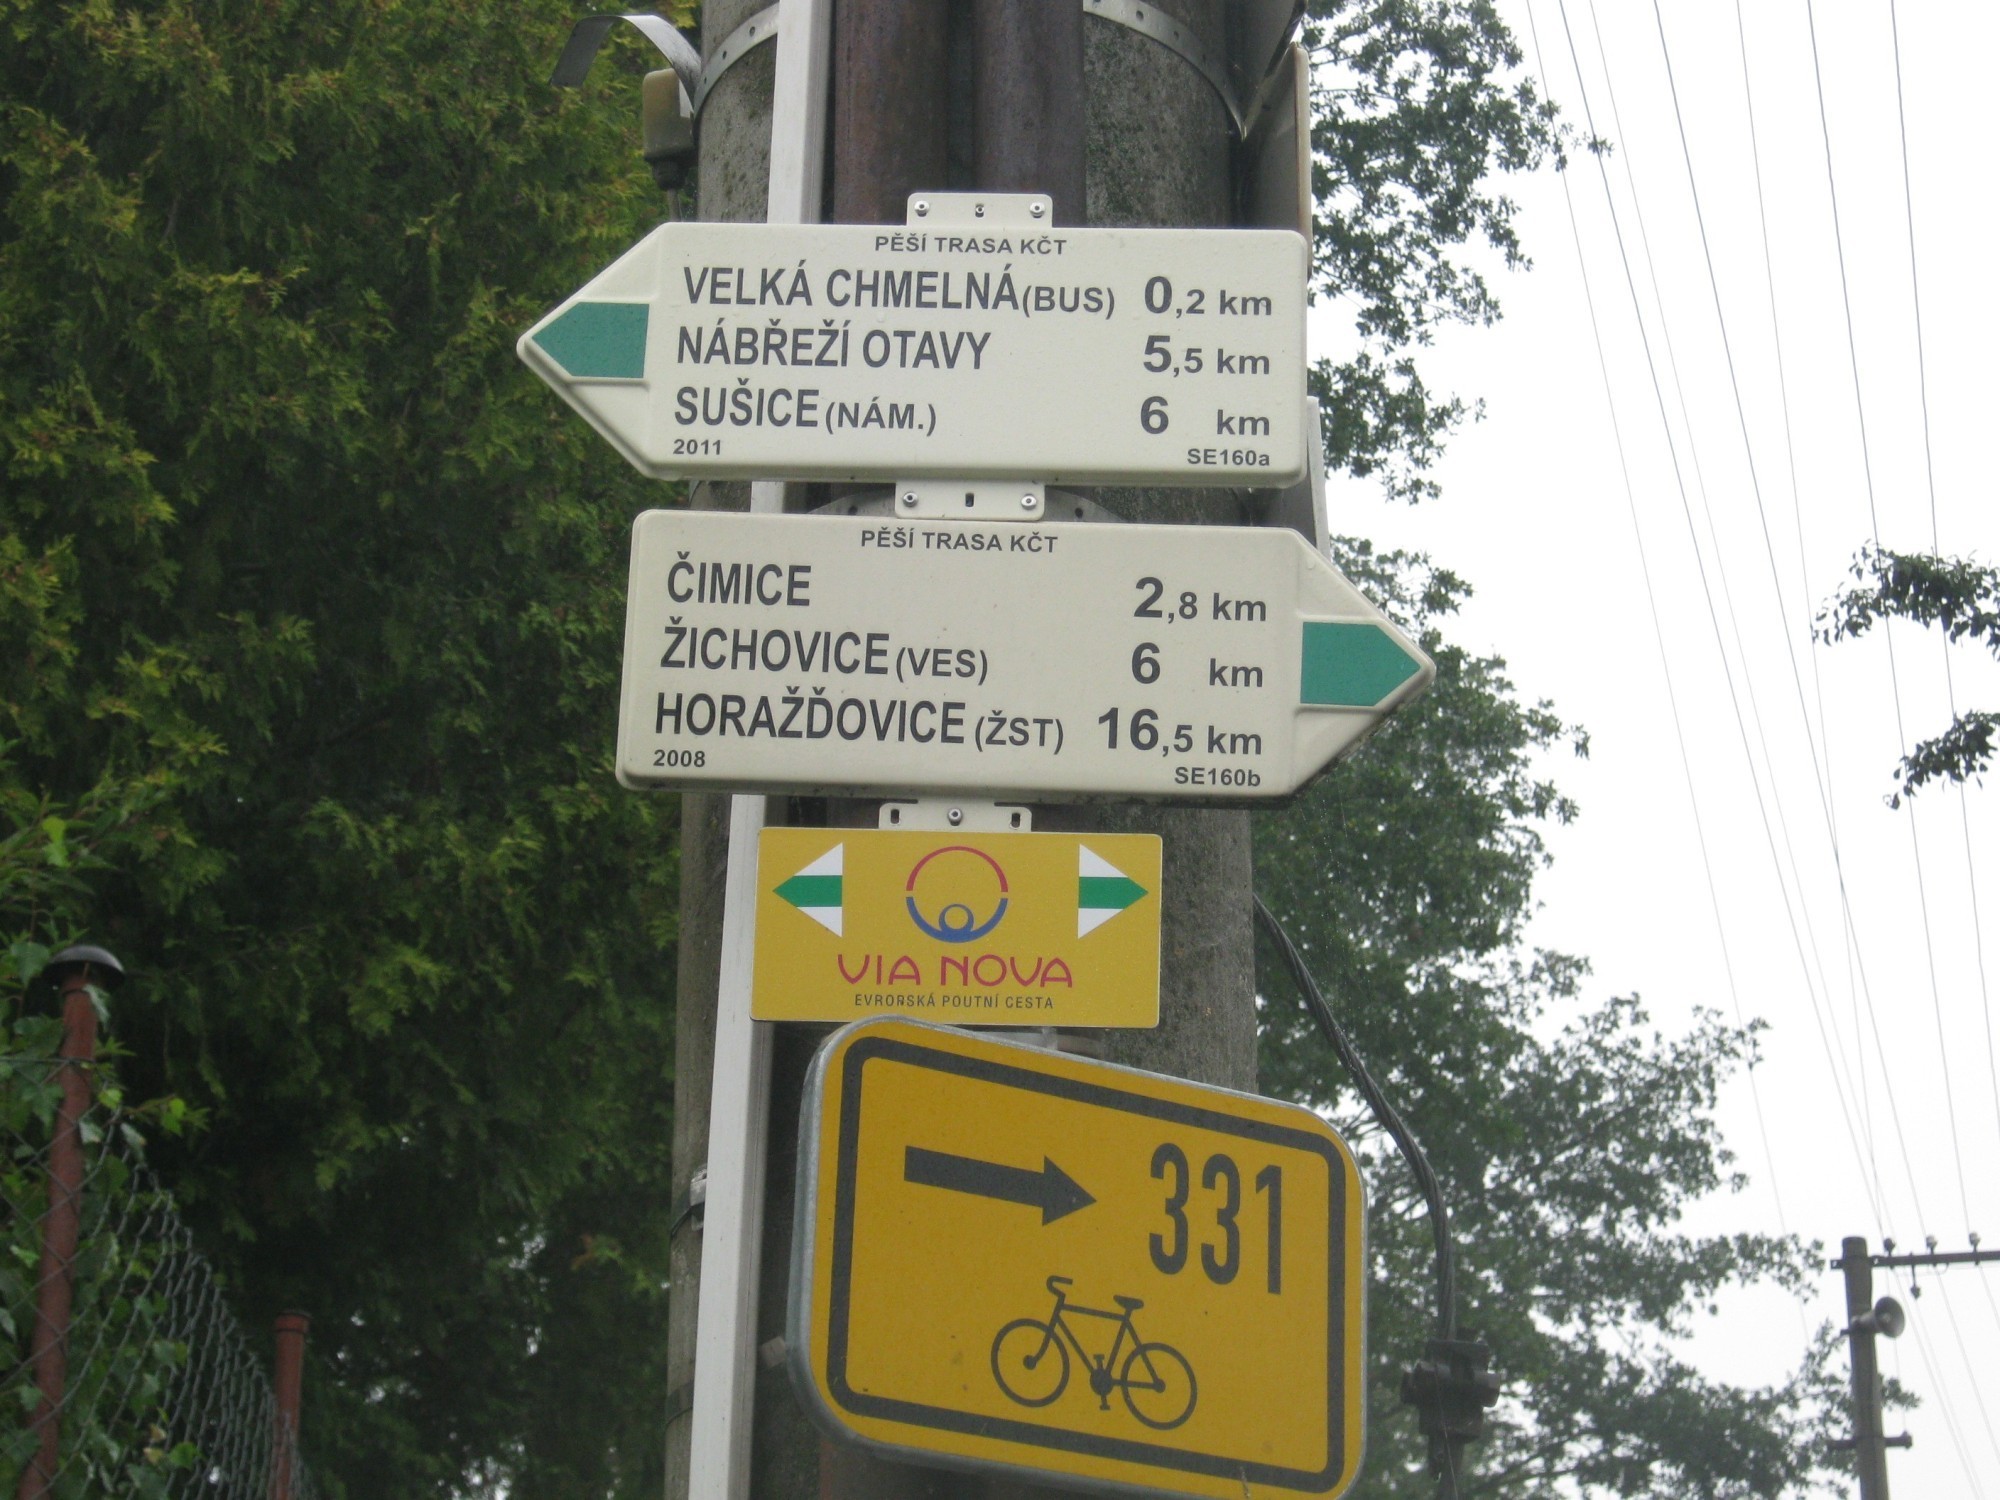 PĚŠÍ TRASA KČT
VELKÁ CHMELNÁ (BUS) 0,2 km
NÁBŘEŽÍ OTAVY 5,5 km
SUŠICE (NÁM.) 6 km
2011 SE160a
PĚŠÍ TRASA KČT
ČIMICE 2,8 km
ŽICHOVICE (VES) 6 km
HORAŽĎOVICE (ŽST) 16,5 km
2008 SE160b
VIA NOVA
EVROPSKÁ POUTNÍ CESTA
331